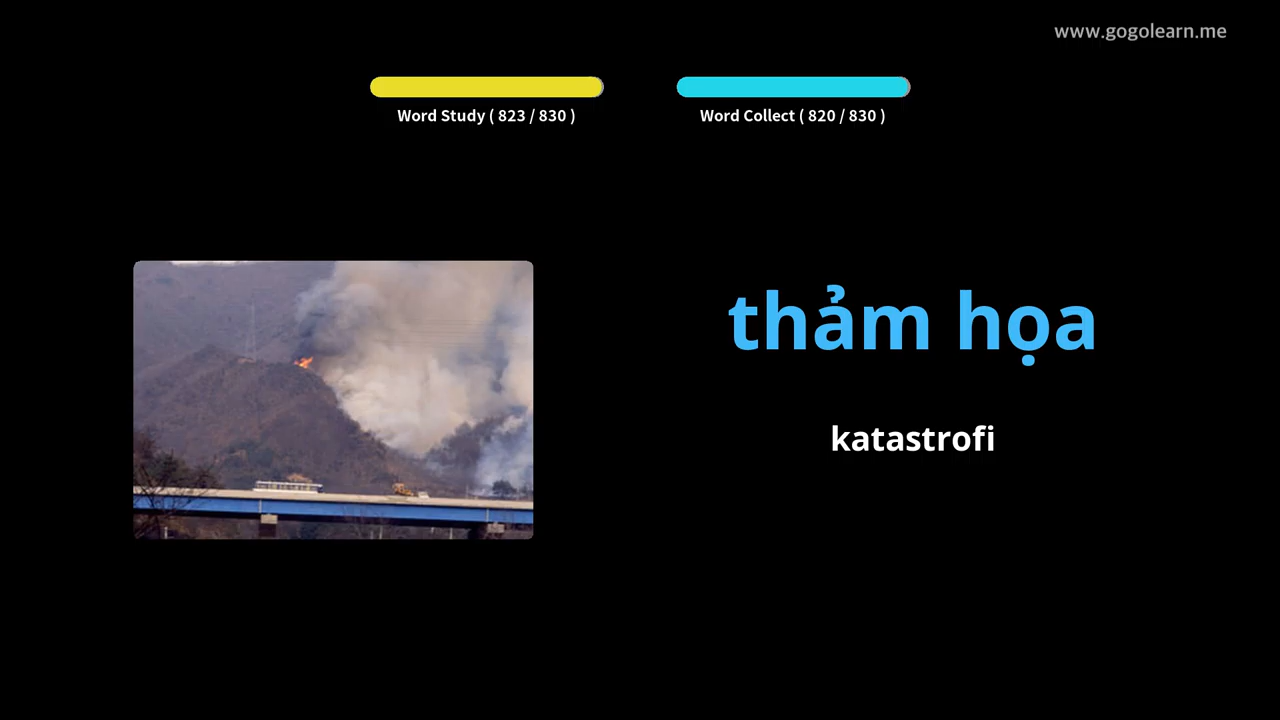 www.gogolearn.me
Word Study ( 823 / 830 )
Word Collect ( 820 / 830 )
thảm họa
katastrofi